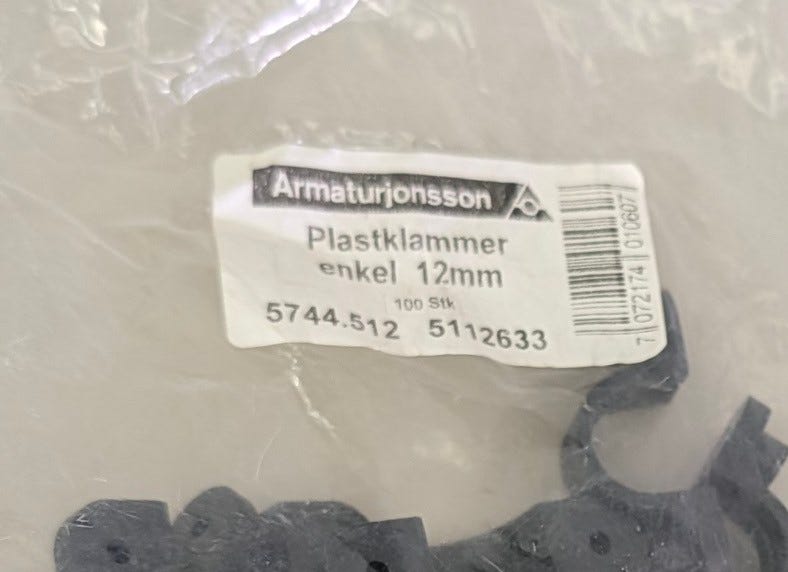 Armaturjonsson
Plastklammer
enkel 12mm
100 Stk
5744.512 5112633
7 072174 010607